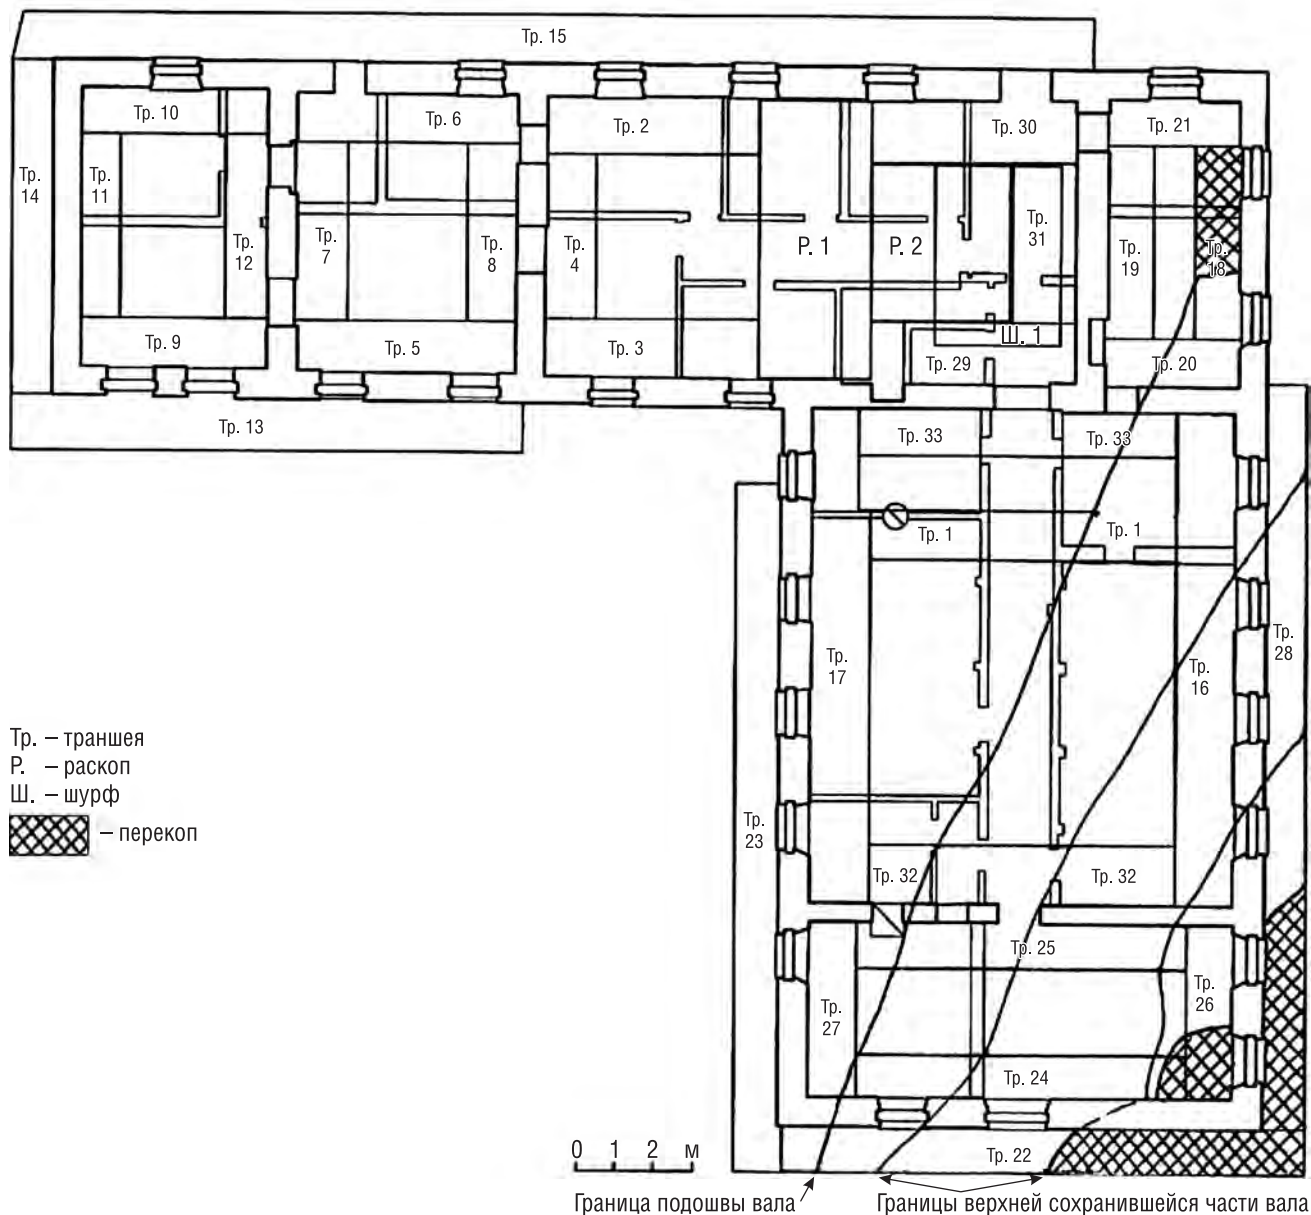 Тр. 15
Тр. 10
Тр. 6
Тр. 2
Тр. 30
Тр. 21
Тр.
14
Тр.
11
Тр.
12
Тр.
7
Тр.
8
Тр.
4
Р. 1
Р. 2
Тр.
31
Тр.
19
Тр.
18
Тр. 9
Тр. 5
Тр. 3
Ш. 1
Тр. 29
Тр. 20
Тр. 13
Тр. 33
Тр. 33
Тр. 1
Тр. 1
Тр.
17
Тр.
16
Тр.
28
Тр. – траншея
Р. – раскоп
Ш. – шурф
– перекоп
Тр.
23
Тр. 32
Тр. 32
Тр. 25
Тр.
27
Тр.
26
Тр. 24
Тр. 22
0 1 2 м
Граница подошвы вала
Границы верхней сохранившейся части вала